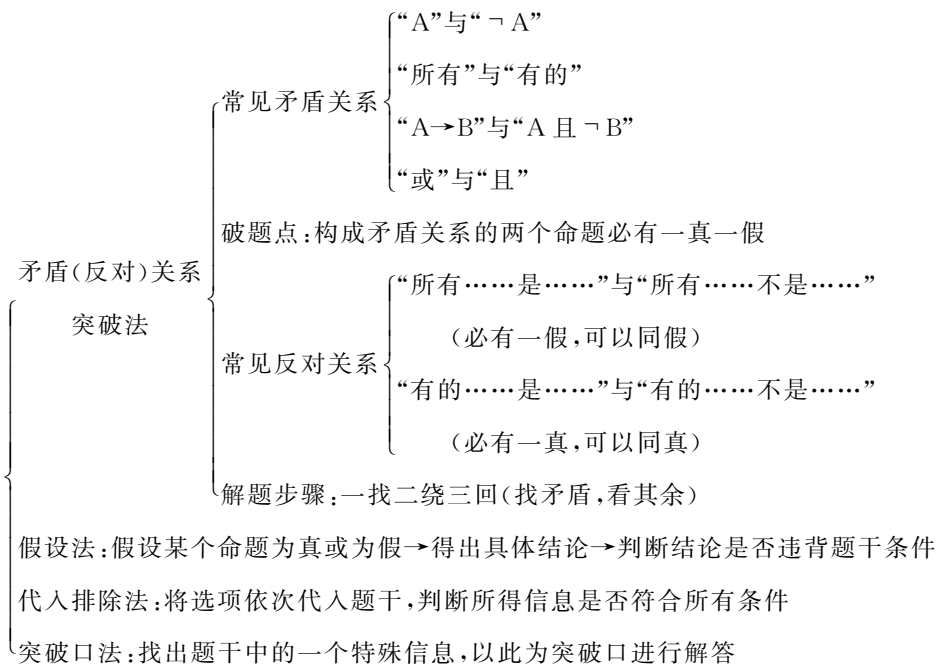 矛盾(反对)关系
突破法
常见矛盾关系
“A”与“¬A”
“所有”与“有的”
“A→B”与“A 且¬B”
“或”与“且”
破题点:构成矛盾关系的两个命题必有一真一假
常见反对关系
“所有……是……”与“所有……不是……”
(必有一假,可以同假)
“有的……是……”与“有的……不是……”
(必有一真,可以同真)
解题步骤:一找二绕三回(找矛盾,看其余)
假设法:假设某个命题为真或为假→得出具体结论→判断结论是否违背题干条件
代入排除法:将选项依次代入题干,判断所得信息是否符合所有条件
突破口法:找出题干中的一个特殊信息,以此为突破口进行解答